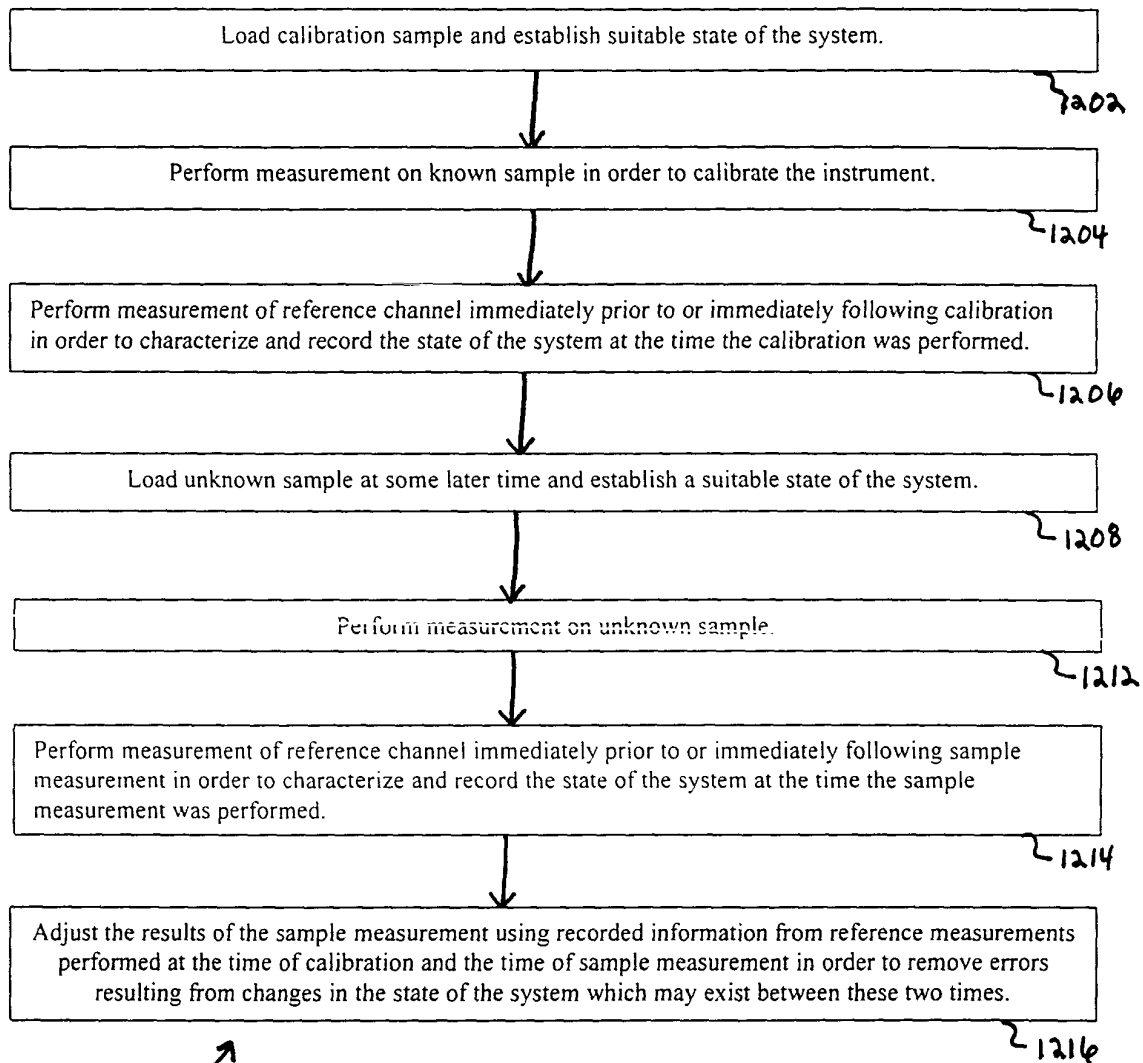 Load calibration sample and establish suitable state of the system.
1202
Perform measurement on known sample in order to calibrate the instrument.
1204
Perform measurement of reference channel immediately prior to or immediately following calibration
in order to characterize and record the state of the system at the time the calibration was performed.
1206
Load unknown sample at some later time and establish a suitable state of the system.
1208
Perform measurement on unknown sample.
1212
Perform measurement of reference channel immediately prior to or immediately following sample
measurement in order to characterize and record the state of the system at the time the sample
measurement was performed.
1214
Adjust the results of the sample measurement using recorded information from reference measurements
performed at the time of calibration and the time of sample measurement in order to remove errors
resulting from changes in the state of the system which may exist between these two times.
1216